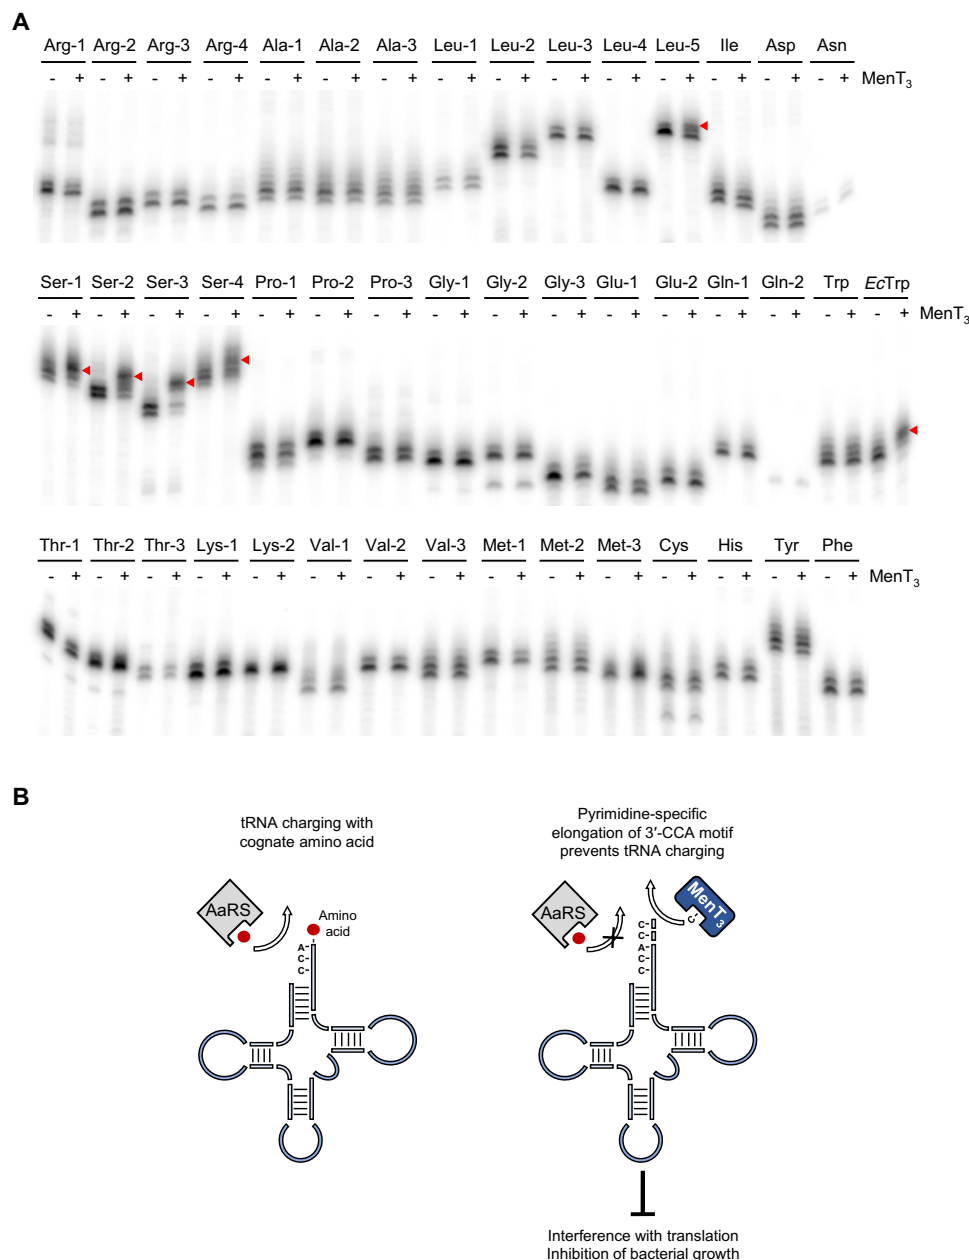 A
Arg-1 Arg-2 Arg-3 Arg-4 Ala-1 Ala-2 Ala-3 Leu-1 Leu-2 Leu-3 Leu-4 Leu-5 Ile Asp Asn
- + - + - + - + - + - + - + - + - + - + - + - + - + - + - + MenT3
Ser-1 Ser-2 Ser-3 Ser-4 Pro-1 Pro-2 Pro-3 Gly-1 Gly-2 Gly-3 Glu-1 Glu-2 Gln-1 Gln-2 Trp EcTrp
- + - + - + - + - + - + - + - + - + - + - + - + - + - + - + - + MenT3
Thr-1 Thr-2 Thr-3 Lys-1 Lys-2 Val-1 Val-2 Val-3 Met-1 Met-2 Met-3 Cys His Tyr Phe
- + - + - + - + - + - + - + - + - + - + - + - + - + - + - + MenT3
B
tRNA charging with
cognate amino acid
AaRS
Amino
acid
A-
C-
C-
Pyrimidine-specific
elongation of 3′-CCA motif
prevents tRNA charging
AaRS
MenT3
C-
C-
C-
A-
C-
C-
Interference with translation
Inhibition of bacterial growth